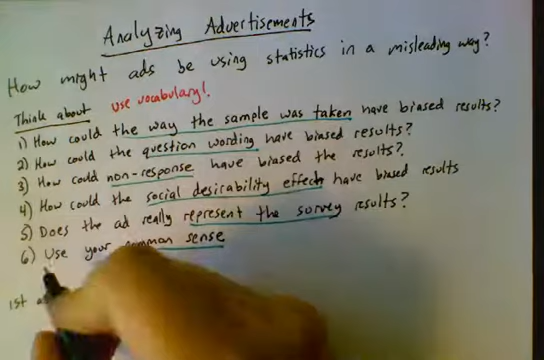 Analyzing Advertisements
How might ads be using statistics in a misleading way?
Think about use vocabulary!
1) How could the way the sample was taken have biased results?
2) How could the question wording have biased results?
3) How could non-response have biased the results?
4) How could the social desirability effect have biased results
5) Does the ad really represent the survey results?
6) Use your common sense
1st